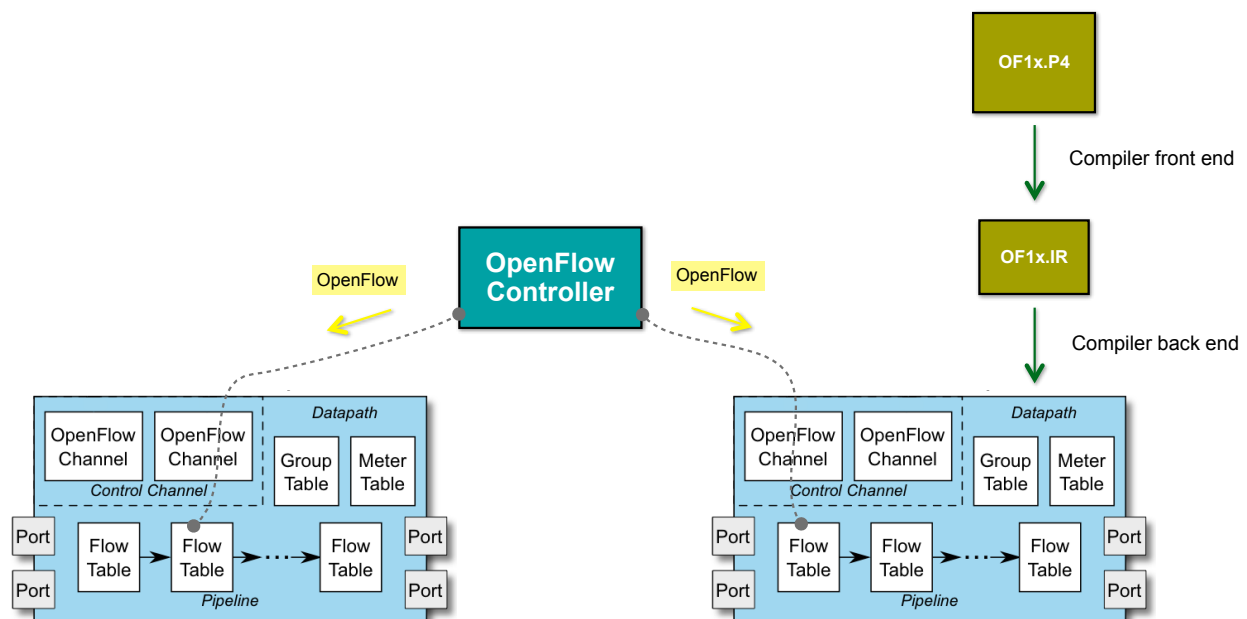 OF1x.P4
Compiler front end
OpenFlow
Controller
OpenFlow
OpenFlow
OF1x.IR
Compiler back end
Datapath
OpenFlow
Channel
OpenFlow
Channel
Control Channel
Group
Table
Meter
Table
Port
Port
Flow
Table
Flow
Table
Flow
Table
Pipeline
Port
Port
Datapath
OpenFlow
Channel
OpenFlow
Channel
Control Channel
Group
Table
Meter
Table
Port
Port
Flow
Table
Flow
Table
Flow
Table
Pipeline
Port
Port